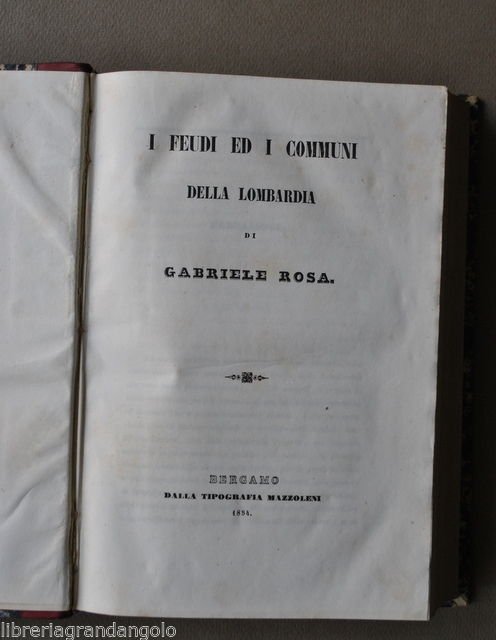 I FEUDI ED I COMMUNI
DELLA LOMBARDIA
DI
GABRIELE ROSA.
BERGAMO
DALLA TIPOGRAFIA MAZZOLENI
1854.
libreriagrandangolo